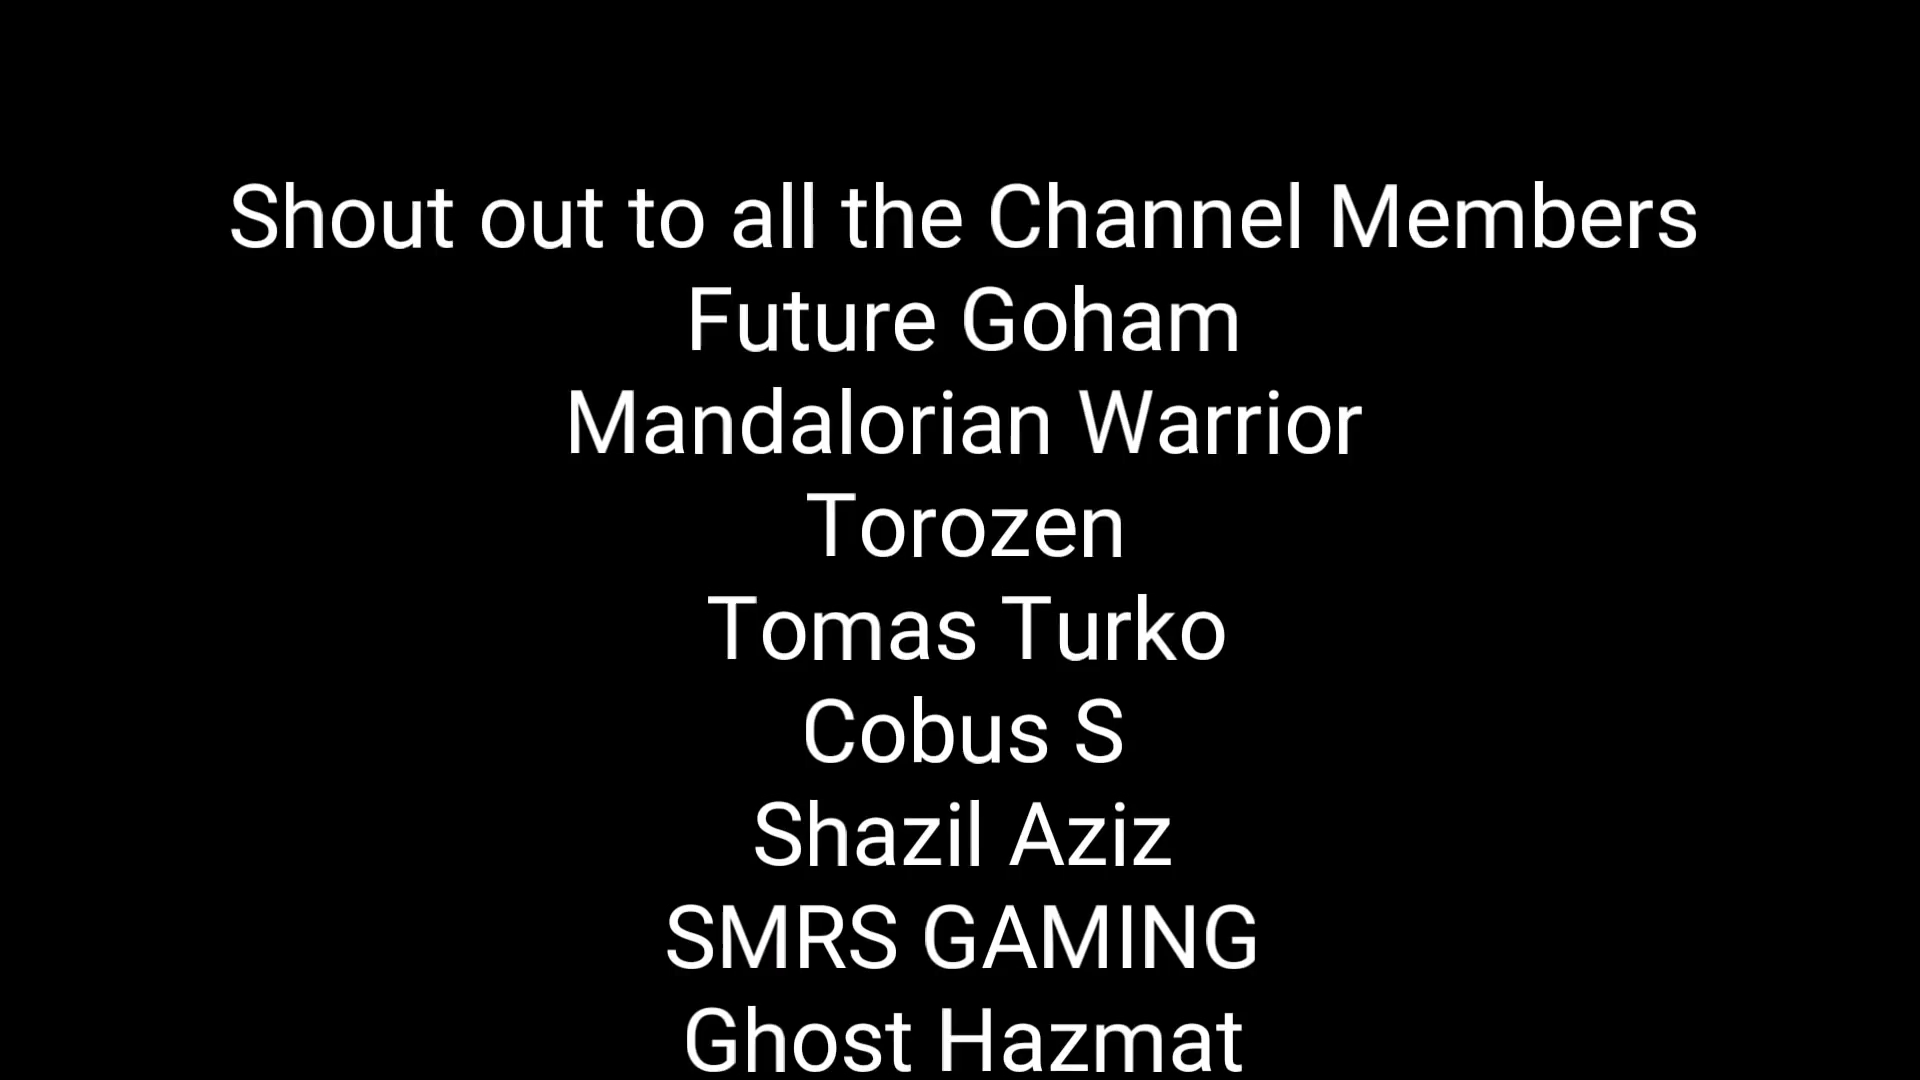 Shout out to all the Channel Members
Future Goham
Mandalorian Warrior
Torozen
Tomas Turko
Cobus S
Shazil Aziz
SMRS GAMING
Ghost Hazmat